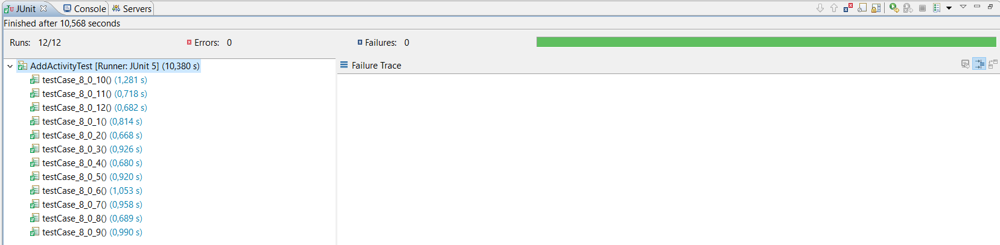 JUnit Console Servers
Finished after 10,568 seconds
Runs: 12/12 Errors: 0 Failures: 0
AddActivityTest [Runner: JUnit 5] (10,380 s)
Failure Trace
testCase_8_0_10() (1,281 s)
testCase_8_0_11() (0,718 s)
testCase_8_0_12() (0,682 s)
testCase_8_0_1() (0,814 s)
testCase_8_0_2() (0,668 s)
testCase_8_0_3() (0,926 s)
testCase_8_0_4() (0,680 s)
testCase_8_0_5() (0,920 s)
testCase_8_0_6() (1,053 s)
testCase_8_0_7() (0,958 s)
testCase_8_0_8() (0,689 s)
testCase_8_0_9() (0,990 s)